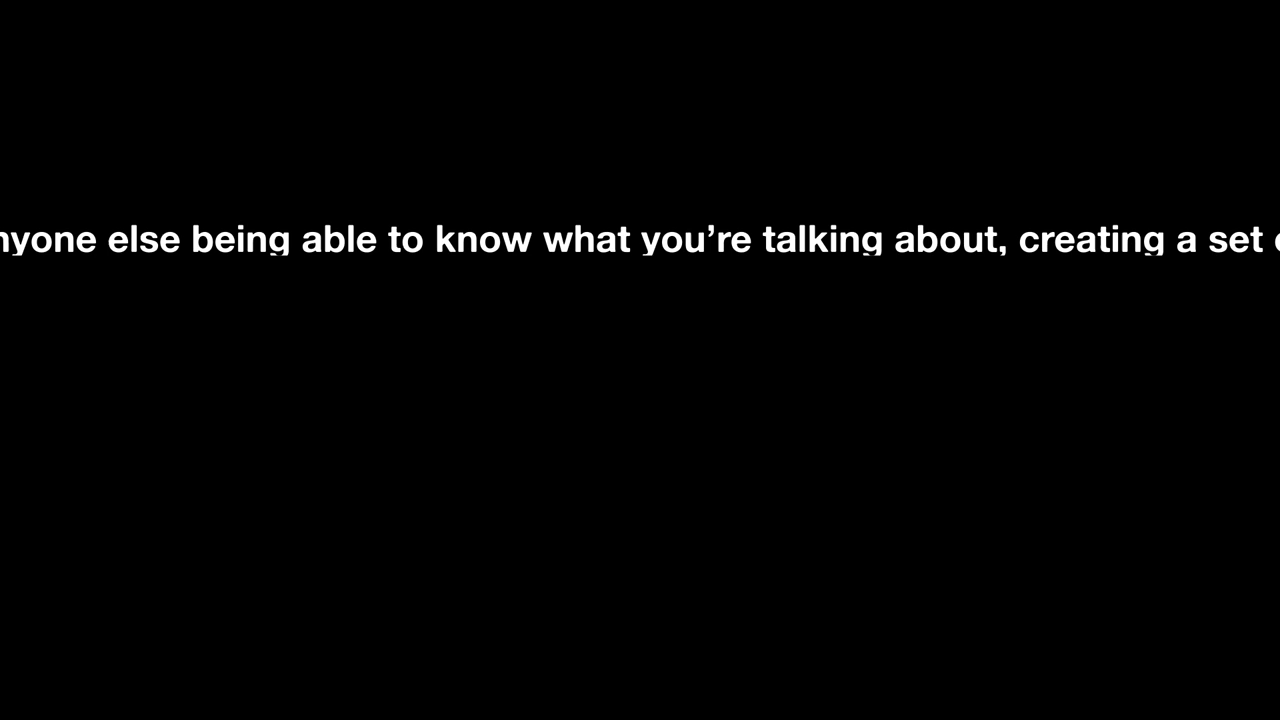 nyone else being able to know what you’re talking about, creating a set